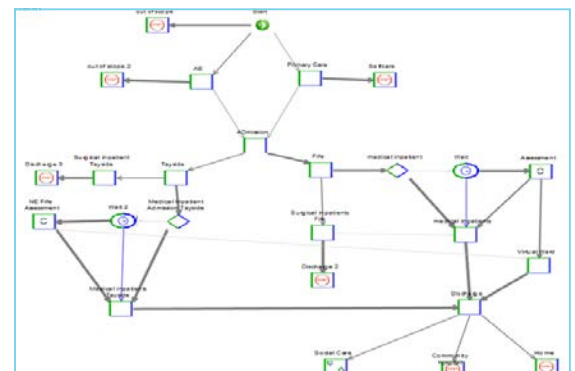 out of scope
Start
out of scope 2
AE
Primary Care
Selfcare
Admission
Surgical Inpatient
Tayside
Discharge 3
Tayside
Fife
medical inpatient
Wait
Assessment
NE Fife
Assessment
Wait 2
Medical Inpatient
Admission Tayside
Surgical Inpatients
Fife
medical inpatients
Virtual Ward
Discharge 2
Medical Inpatients
Tayside
Discharge
Social Care
Community
Home